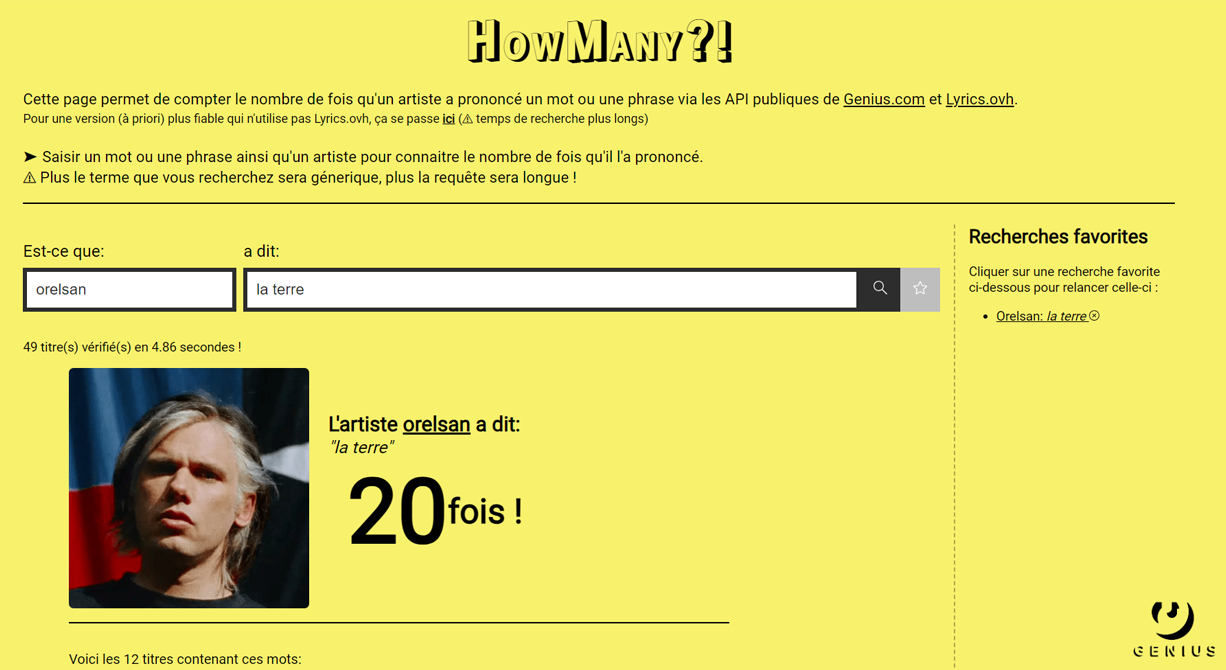 HowMany?!
Cette page permet de compter le nombre de fois qu'un artiste a prononcé un mot ou une phrase via les API publiques de Genius.com et Lyrics.ovh.
Pour une version (à priori) plus fiable qui n'utilise pas Lyrics.ovh, ça se passe ici (⚠ temps de recherche plus longs)
➤ Saisir un mot ou une phrase ainsi qu'un artiste pour connaitre le nombre de fois qu'il l'a prononcé.
⚠ Plus le terme que vous recherchez sera génerique, plus la requête sera longue !
Est-ce que:
a dit:
orelsan
la terre
49 titre(s) vérifié(s) en 4.86 secondes !
L'artiste orelsan a dit:
"la terre"
20 fois !
Voici les 12 titres contenant ces mots:
Recherches favorites
Cliquer sur une recherche favorite
ci-dessous pour relancer celle-ci :
• Orelsan: la terre ⊗
GENIUS